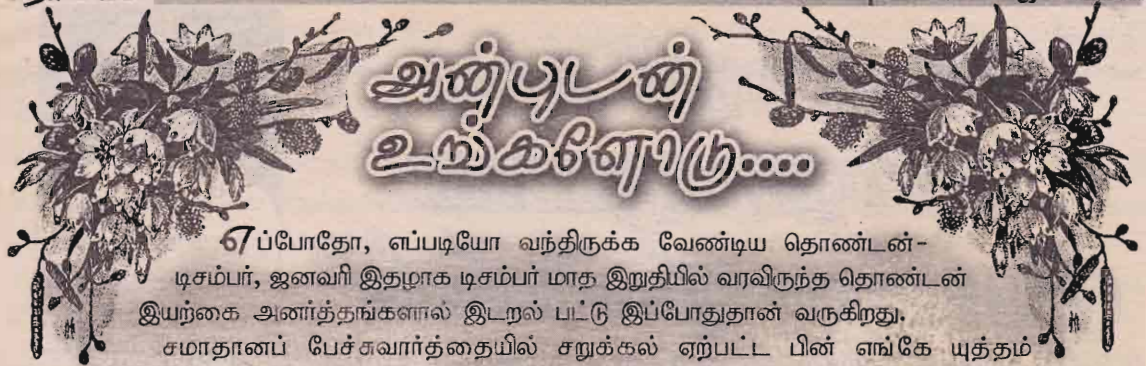 அன்புடன்
உங்களோடு....
எப்போதோ, எப்படியோ வந்திருக்க வேண்டிய தொண்டன்-
டிசம்பர், ஜனவரி இதழாக டிசம்பர் மாத இறுதியில் வரவிருந்த தொண்டன்
இயற்கை அனர்த்தங்களால் இடறல் பட்டு இப்போதுதான் வருகிறது.
சமாதானப் பேச்சுவார்த்தையில் சறுக்கல் ஏற்பட்ட பின் எங்கே யுத்தம்